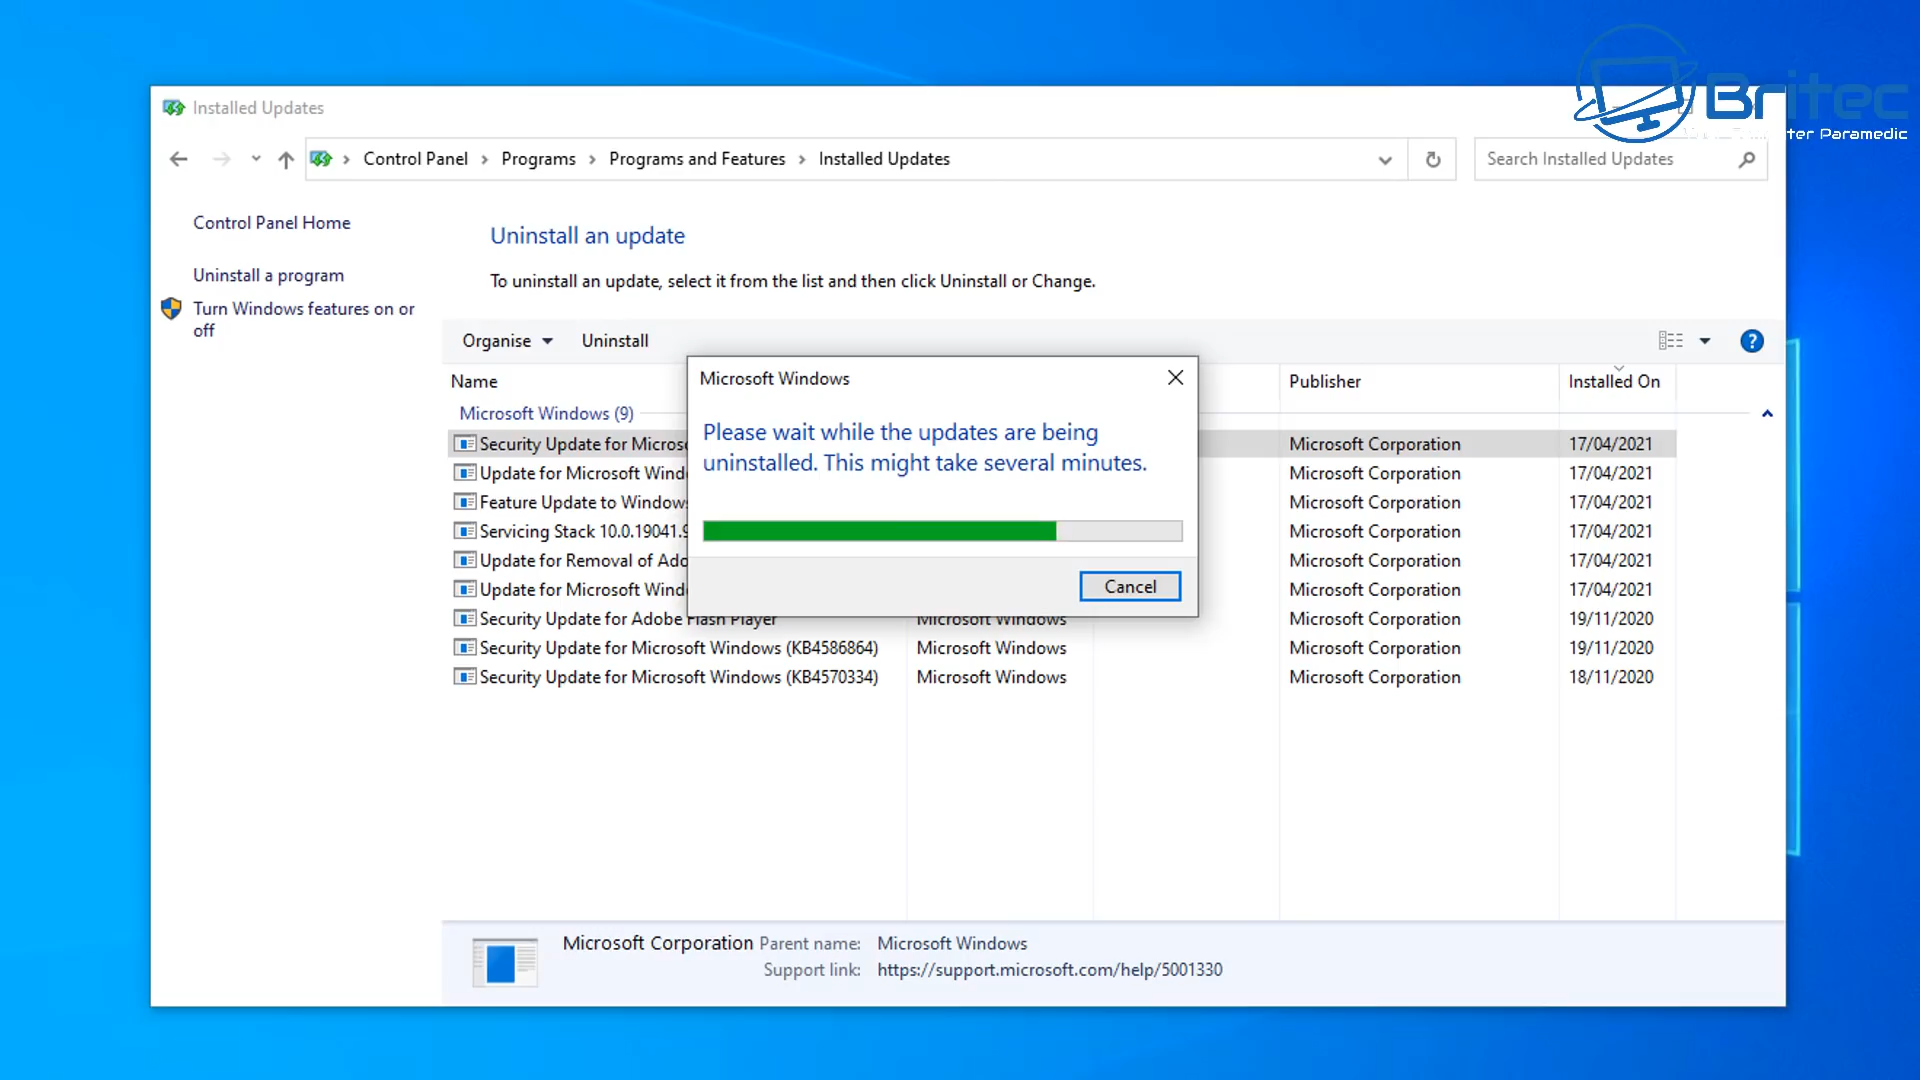 Britec
ter Paramedic
Installed Updates
Control Panel
Programs
Programs and Features
Installed Updates
Search Installed Updates
Control Panel Home
Uninstall an update
Uninstall a program
To uninstall an update, select it from the list and then click Uninstall or Change.
Turn Windows features on or
off
Organise
Uninstall
Name
Publisher
Installed On
Microsoft Windows (9)
Security Update for Micros
Microsoft Corporation
17/04/2021
Update for Microsoft Wind
Microsoft Corporation
17/04/2021
Feature Update to Windows
Microsoft Corporation
17/04/2021
Servicing Stack 10.0.19041.
Microsoft Corporation
17/04/2021
Update for Removal of Ado
Microsoft Corporation
17/04/2021
Update for Microsoft Wind
Microsoft Corporation
17/04/2021
Security Update for Adobe Flash Player
Microsoft Windows
Microsoft Corporation
19/11/2020
Security Update for Microsoft Windows (KB4586864)
Microsoft Windows
Microsoft Corporation
19/11/2020
Security Update for Microsoft Windows (KB4570334)
Microsoft Windows
Microsoft Corporation
18/11/2020
Microsoft Windows
Please wait while the updates are being
uninstalled. This might take several minutes.
Cancel
Microsoft Corporation
Parent name: Microsoft Windows
Support link: https://support.microsoft.com/help/5001330